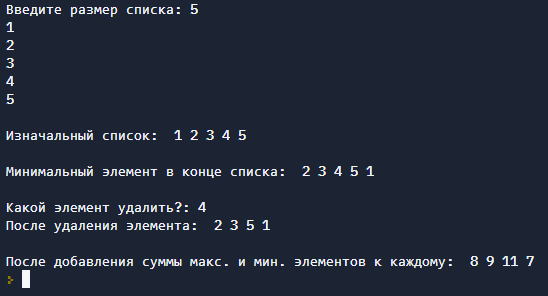 Введите размер списка: 5
1
2
3
4
5
Изначальный список:  1 2 3 4 5
Минимальный элемент в конце списка:  2 3 4 5 1
Какой элемент удалить?: 4
После удаления элемента:  2 3 5 1
После добавления суммы макс. и мин. элементов к каждому:  8 9 11 7
>